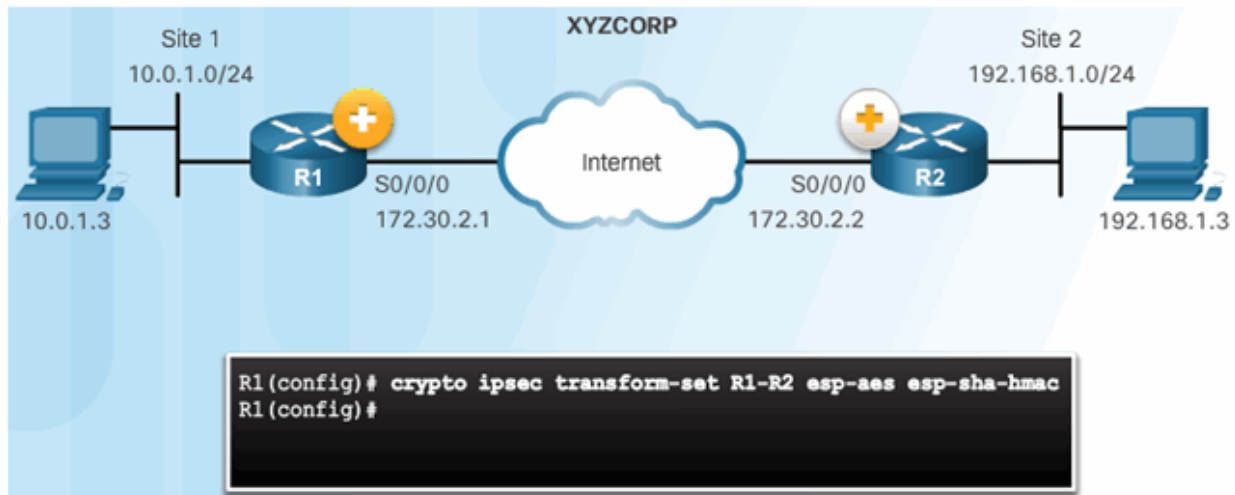 XYZCORP
Site 1
10.0.1.0/24
Site 2
192.168.1.0/24
R1
Internet
R2
S0/0/0
172.30.2.1
S0/0/0
172.30.2.2
10.0.1.3
192.168.1.3
R1(config)# crypto ipsec transform-set R1-R2 esp-aes esp-sha-hmac
R1(config)#